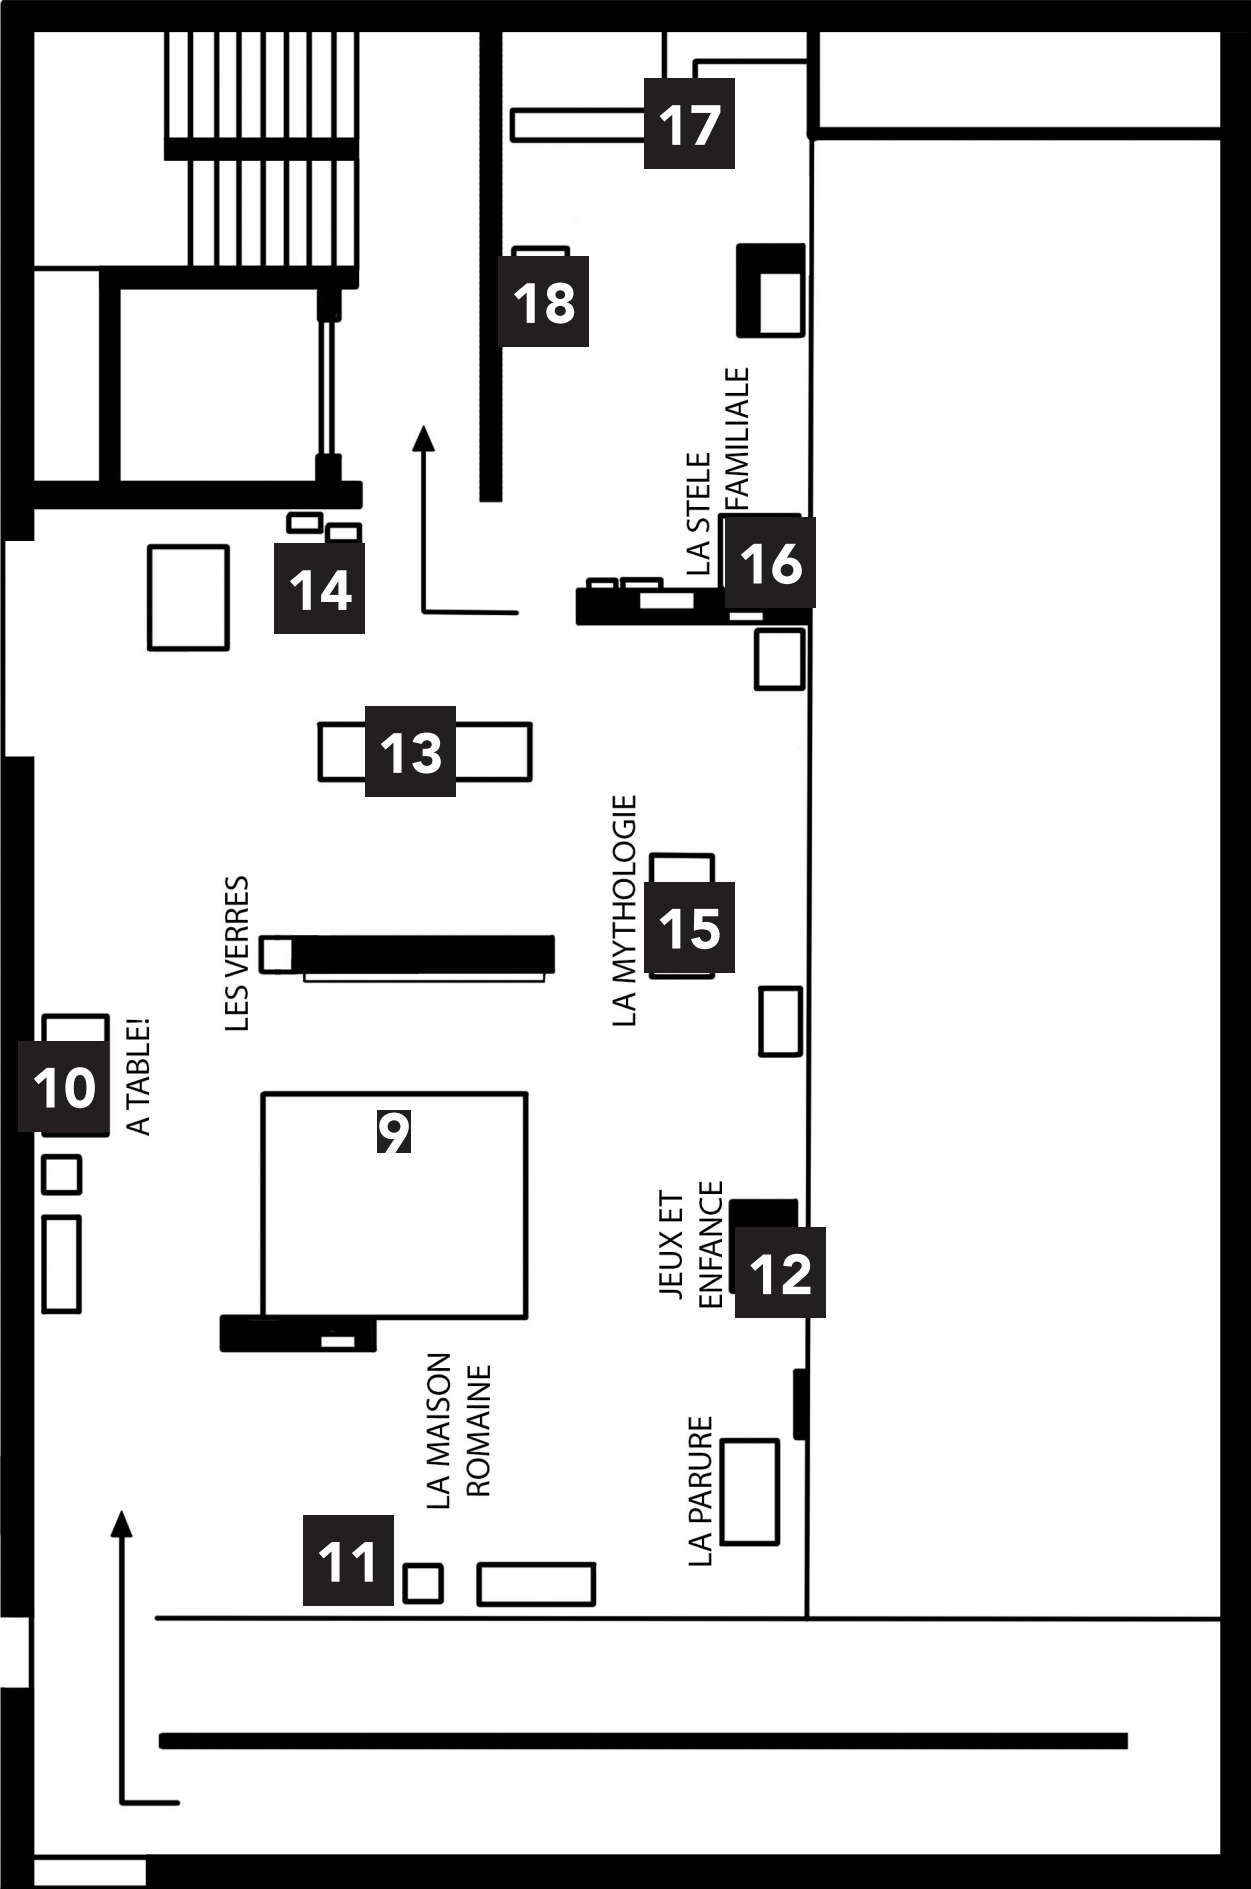 17
18
LA STELE
FAMILIALE
16
14
13
LA MYTHOLOGIE
15
LES VERRES
10
A TABLE!
9
JEUX ET
ENFANCE
12
LA MAISON
ROMAINE
LA PARURE
11